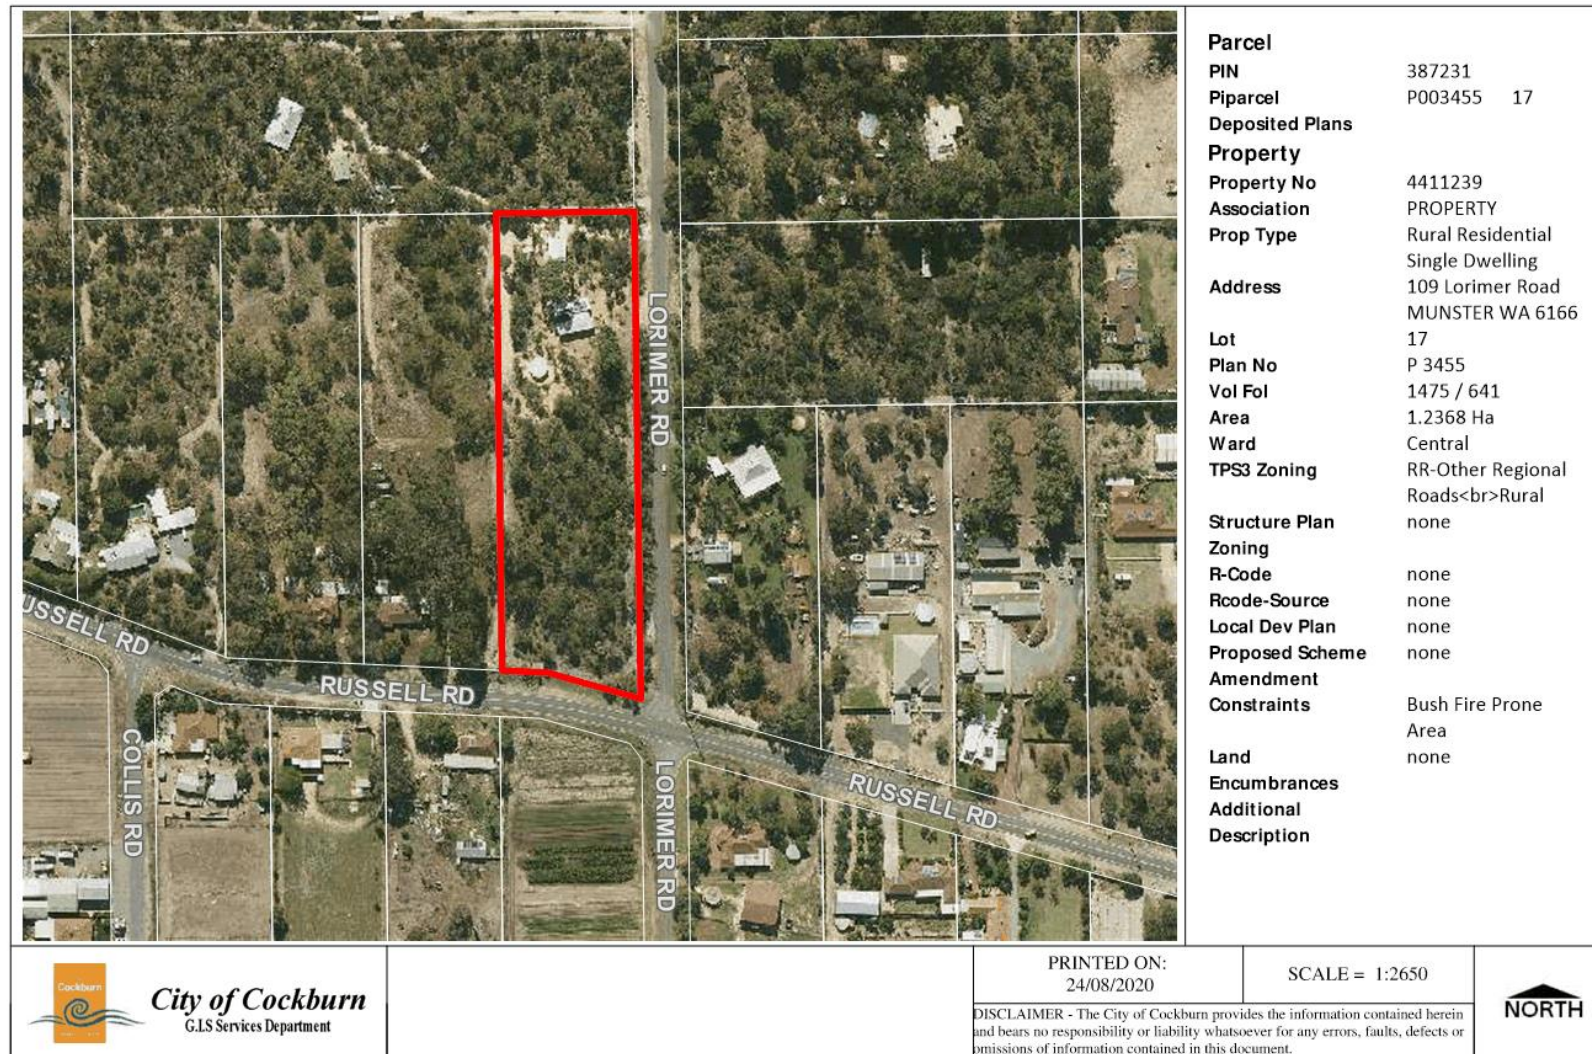 LORIMER RD
USSELL RD
RUSSELL RD
COLLIS RD
LORIMER RD
RUSSELL RD
Parcel
PIN 387231
Piparcel P003455 17
Deposited Plans
Property
Property No 4411239
Association PROPERTY
Prop Type Rural Residential
Single Dwelling
Address 109 Lorimer Road
MUNSTER WA 6166
Lot 17
Plan No P 3455
Vol Fol 1475 / 641
Area 1.2368 Ha
Ward Central
TPS3 Zoning RR-Other Regional
Roads<br>Rural
Structure Plan none
Zoning
R-Code none
Rcode-Source none
Local Dev Plan none
Proposed Scheme none
Amendment
Constraints Bush Fire Prone
Area
Land none
Encumbrances
Additional
Description
Cockburn
City of Cockburn
G.I.S Services Department
PRINTED ON:
24/08/2020
SCALE = 1:2650
DISCLAIMER - The City of Cockburn provides the information contained herein
and bears no responsibility or liability whatsoever for any errors, faults, defects or
omissions of information contained in this document.
NORTH